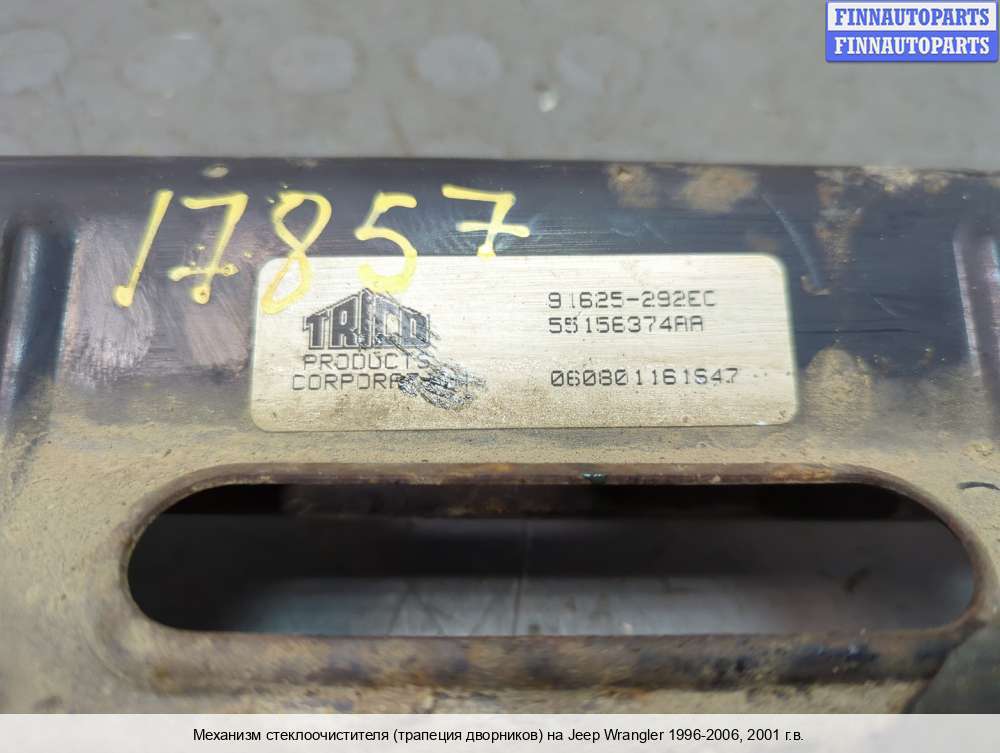 FINNAUTOPARTS
FINNAUTOPARTS
17857
TRICO
PRODUCTS
91625-292EC
55156374AA
060801161647
Механизм стеклоочистителя (трапеция дворников) на Jeep Wrangler 1996-2006, 2001 г.в.